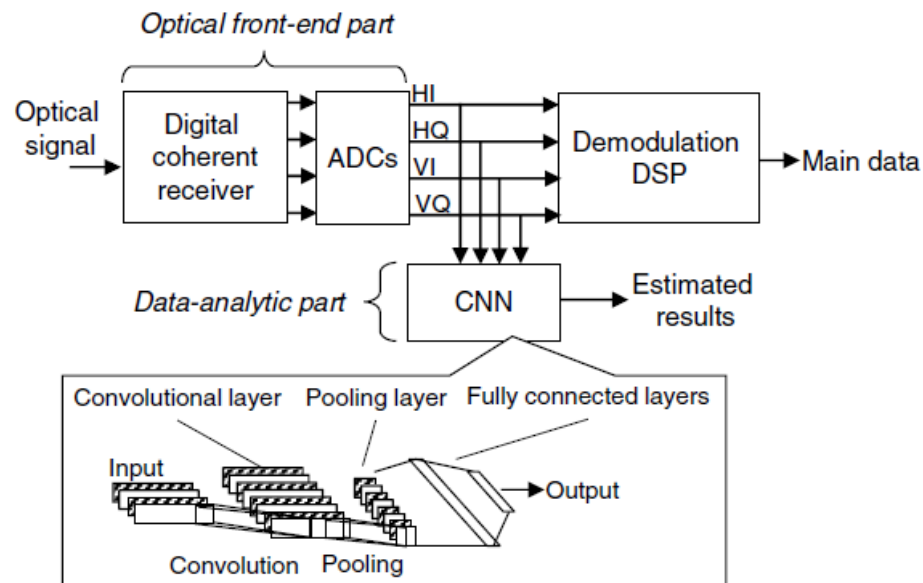 Optical front-end part
Optical
signal
Digital
coherent
receiver
ADCs
HI
HQ
VI
VQ
Demodulation
DSP
Main data
Data-analytic part
CNN
Estimated
results
Convolutional layer
Pooling layer
Fully connected layers
Input
Output
Convolution
Pooling